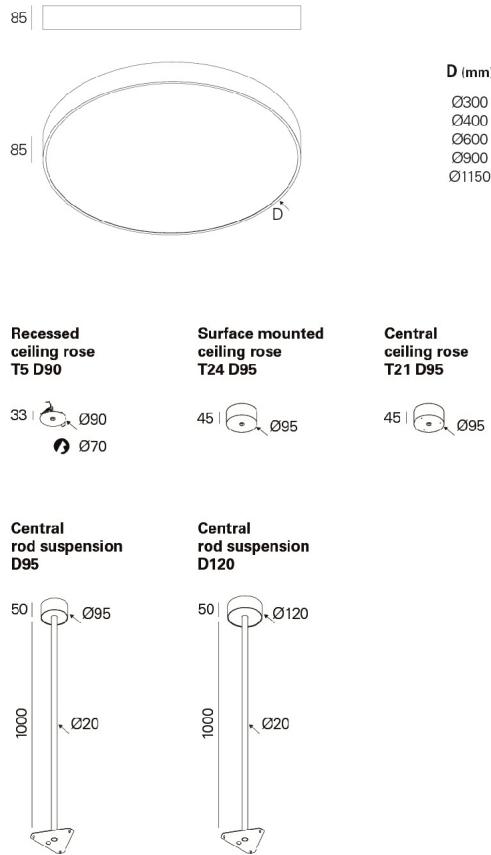 85
85
D
D (mm)
Ø300
Ø400
Ø600
Ø900
Ø1150
Recessed
ceiling rose
T5 D90
33
Ø90
Ø70
Surface mounted
ceiling rose
T24 D95
45
Ø95
Central
ceiling rose
T21 D95
45
Ø95
Central
rod suspension
D95
50
Ø95
1000
Ø20
Central
rod suspension
D120
50
Ø120
1000
Ø20